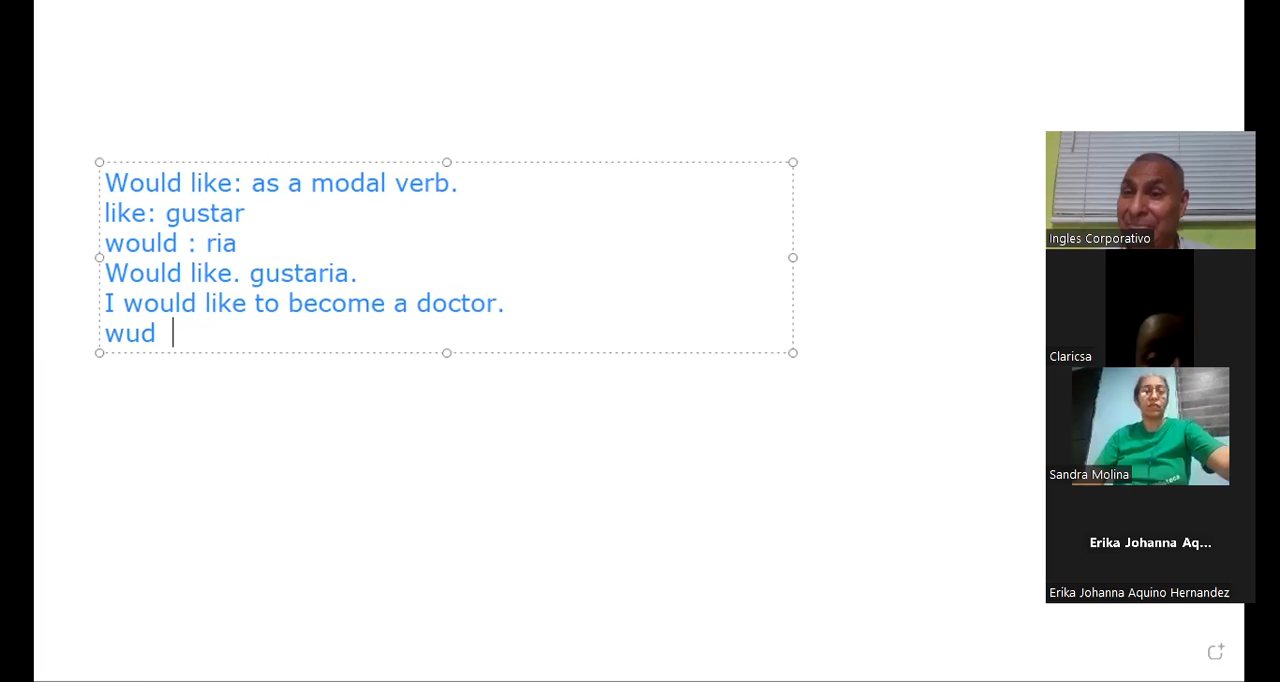 Would like: as a modal verb.
like: gustar
would : ria
Would like. gustaria.
I would like to become a doctor.
wud
Ingles Corporativo
Claricsa
Sandra Molina
Erika Johanna Aq...
Erika Johanna Aquino Hernandez